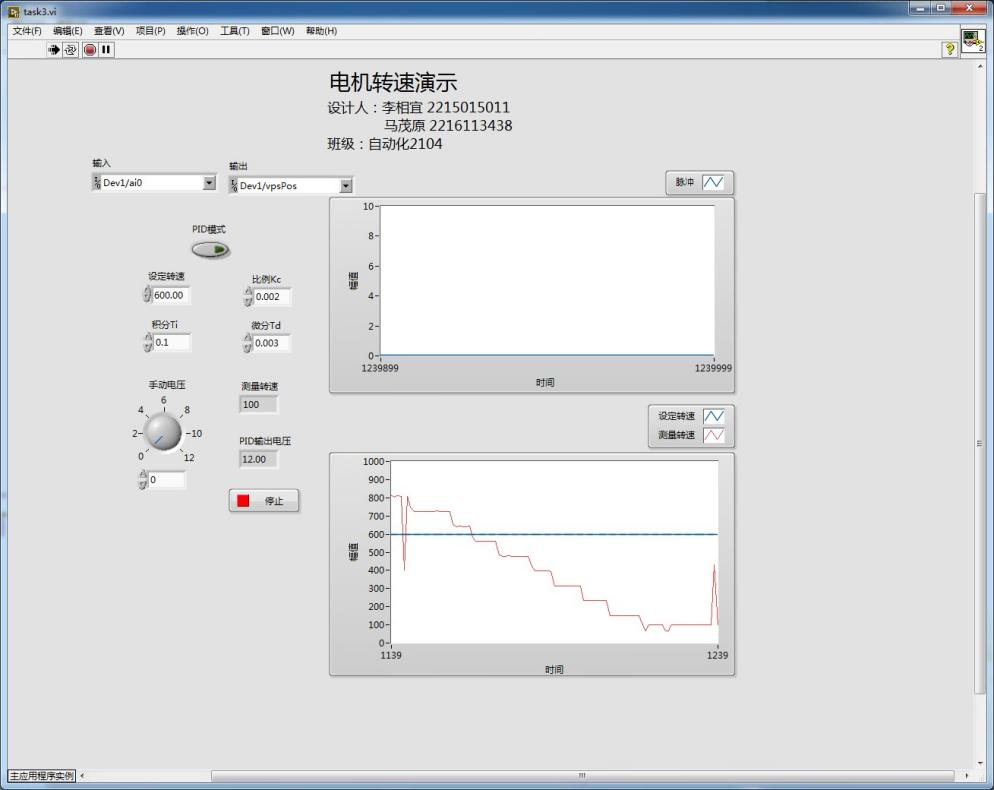 task3.vi
文件(F) 编辑(E) 查看(V) 项目(P) 操作(O) 工具(T) 窗口(W) 帮助(H)
2
电机转速演示
设计人：李相宜 2215015011
马茂原 2216113438
班级：自动化2104
输入
输出
Dev1/ai0
Dev1/vpsPos
脉冲
PID模式
设定转速
比例Kc
600.00
0.002
积分Ti
微分Td
0.1
0.003
手动电压
测量转速
100
0 2 4 6 8 10 12
PID输出电压
12.00
0
停止
10
8
6
4
2
0
幅值
1239899 1239999
时间
设定转速
测量转速
1000
900
800
700
600
500
400
300
200
100
0
幅值
1139 1239
时间
主应用程序实例